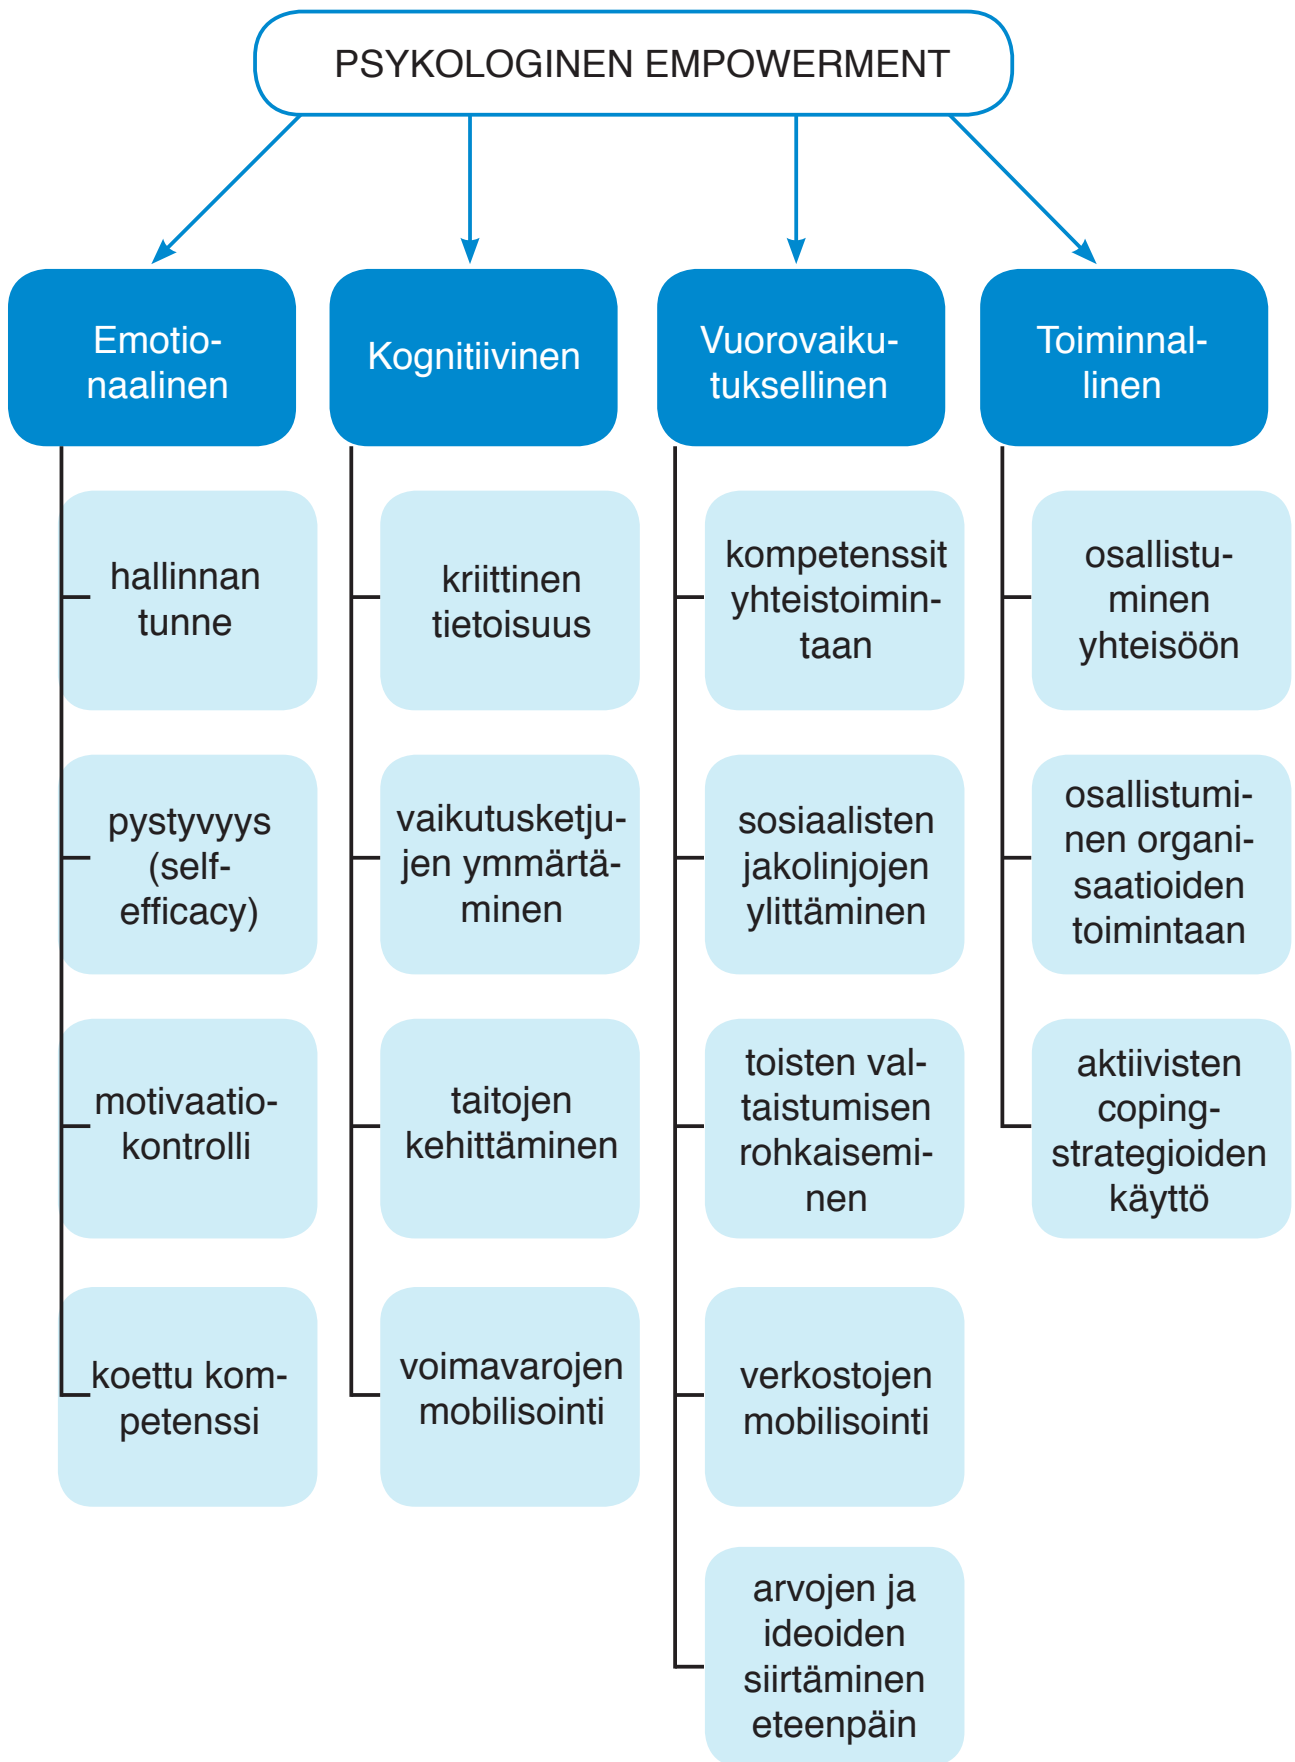 PSYKOLOGINEN EMPOWERMENT
Emotio-
naalinen
hallinnan
tunne
pystyvyys
(self-
efficacy)
motivaatio-
kontrolli
koettu kom-
petenssi
Kognitiivinen
kriittinen
tietoisuus
vaikutusketju-
jen ymmärtä-
minen
taitojen
kehittäminen
voimavarojen
mobilisointi
Vuorovaiku-
tuksellinen
kompetenssit
yhteistoimin-
taan
sosiaalisten
jakolinjojen
ylittäminen
toisten val-
taistumisen
rohkaisemi-
nen
verkostojen
mobilisointi
arvojen ja
ideoiden
siirtäminen
eteenpäin
Toiminnal-
linen
osallistu-
minen
yhteisöön
osallistumi-
nen organi-
saatioiden
toimintaan
aktiivisten
coping-
strategioiden
käyttö